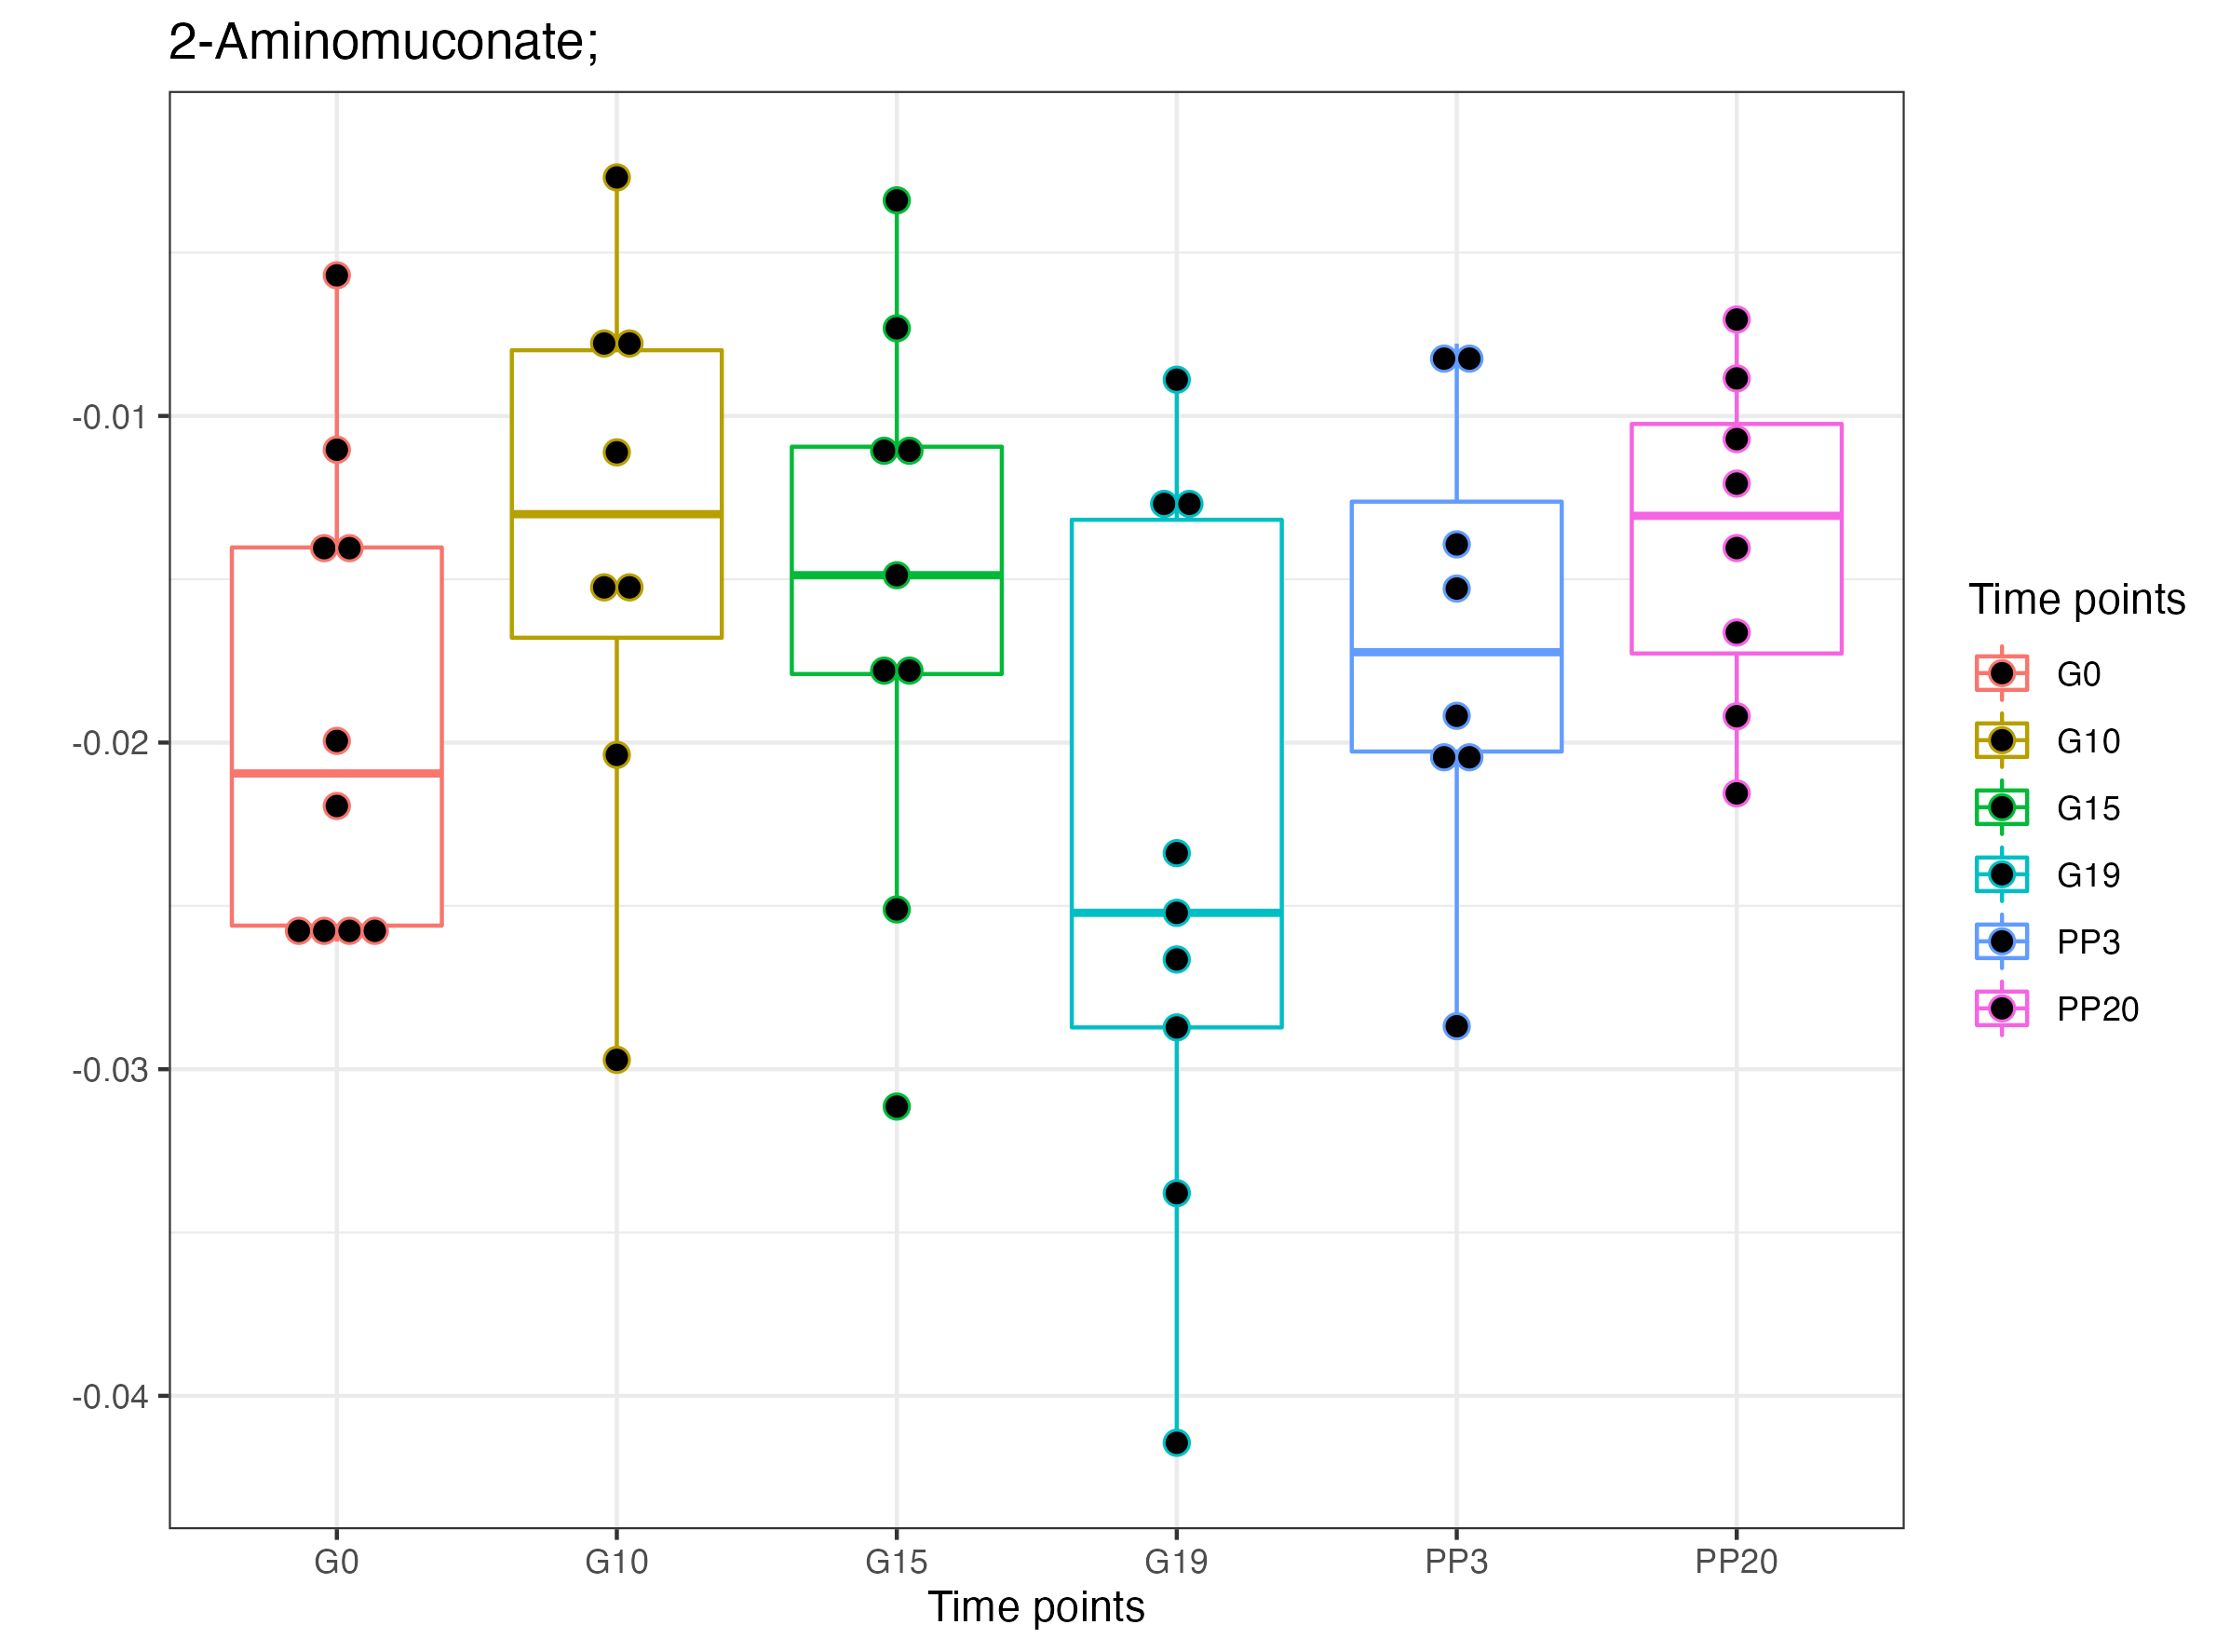 2-Aminomuconate;
-0.01
-0.02
-0.03
-0.04
G0 G10 G15 G19 PP3 PP20
Time points
Time points
G0
G10
G15
G19
PP3
PP20